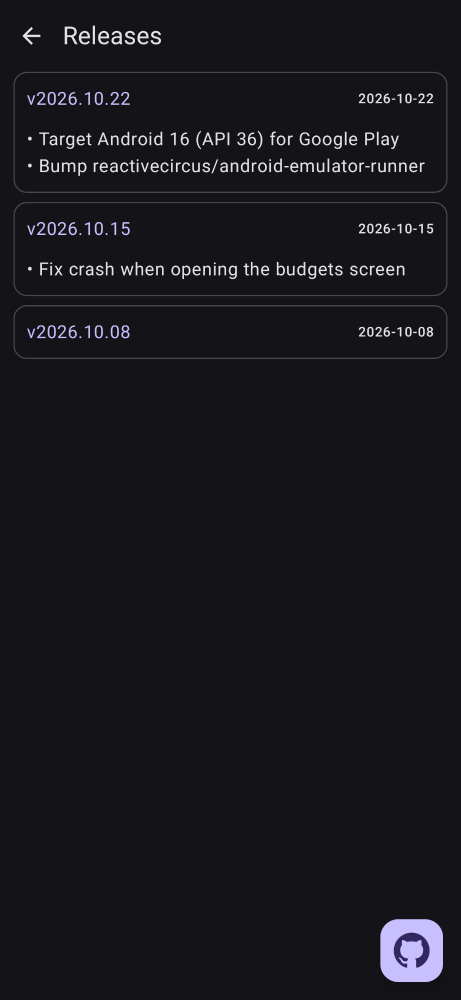 Releases
v2026.10.22 2026-10-22
• Target Android 16 (API 36) for Google Play
• Bump reactivecircus/android-emulator-runner
v2026.10.15 2026-10-15
• Fix crash when opening the budgets screen
v2026.10.08 2026-10-08